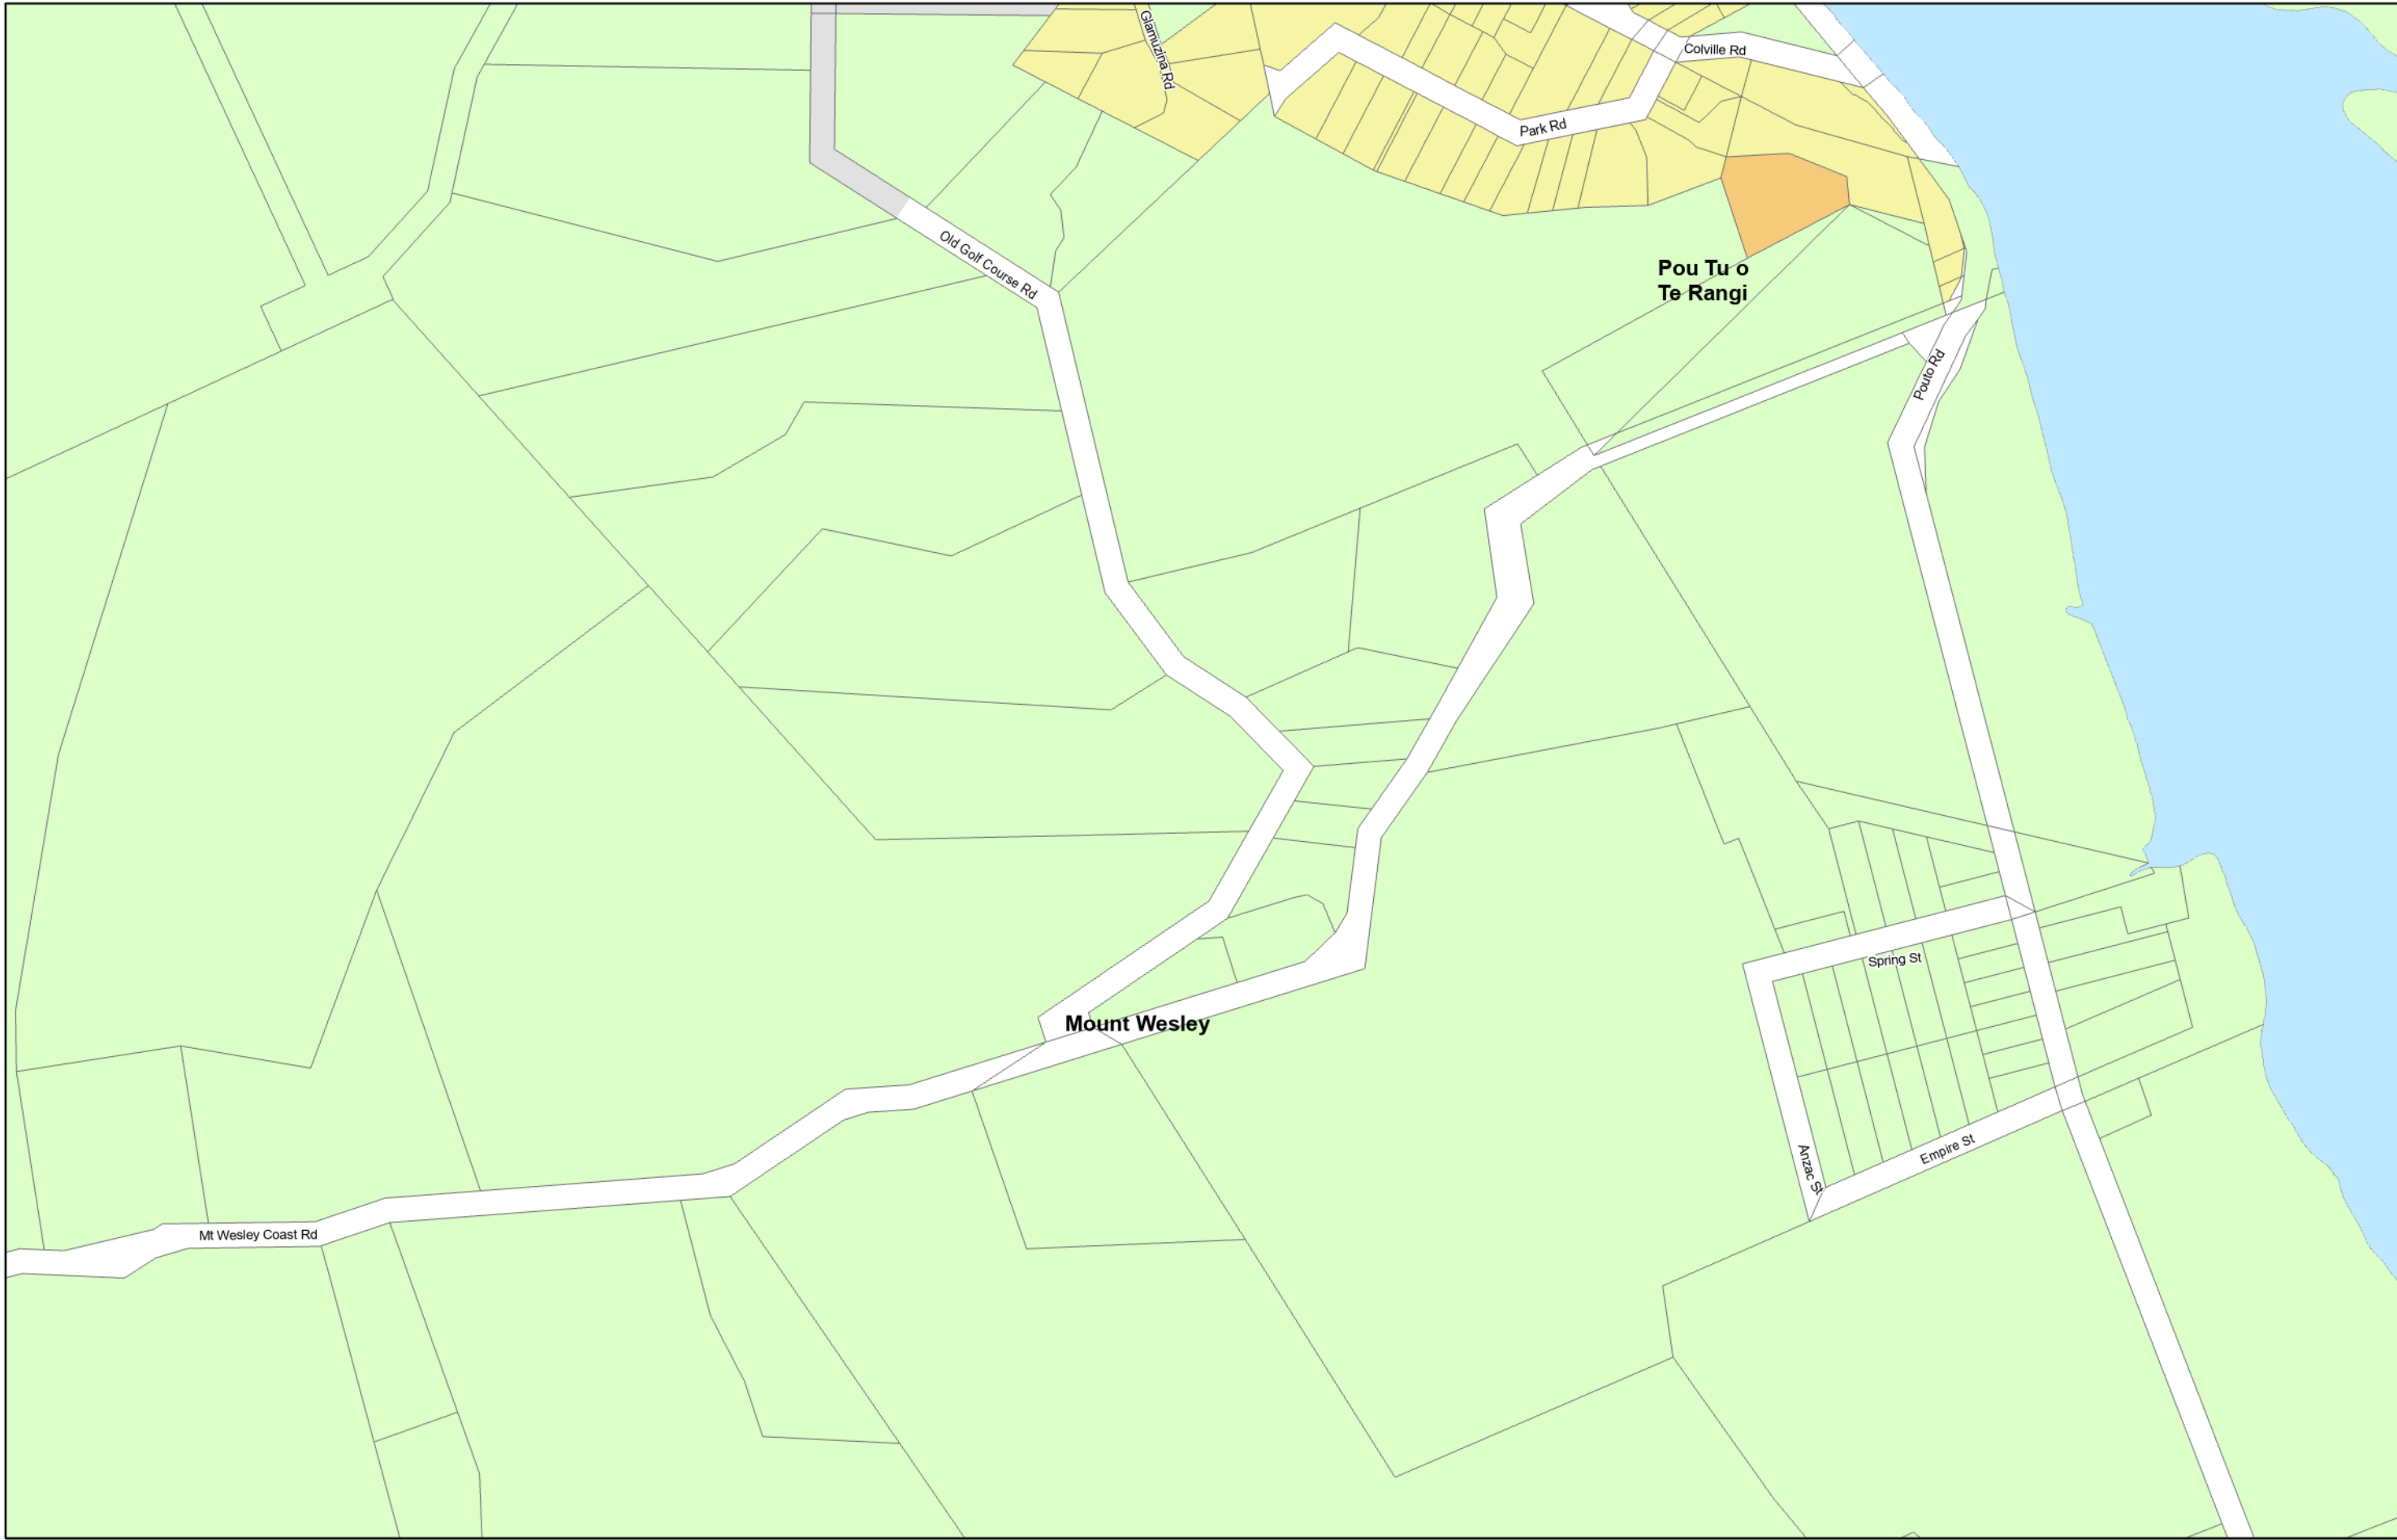 Glamuzina Rd
Colville Rd
Park Rd
Old Golf Course Rd
Pou Tu o
Te Rangi
Pouto Rd
Spring St
Mount Wesley
Anzac St
Empire St
Mt Wesley Coast Rd